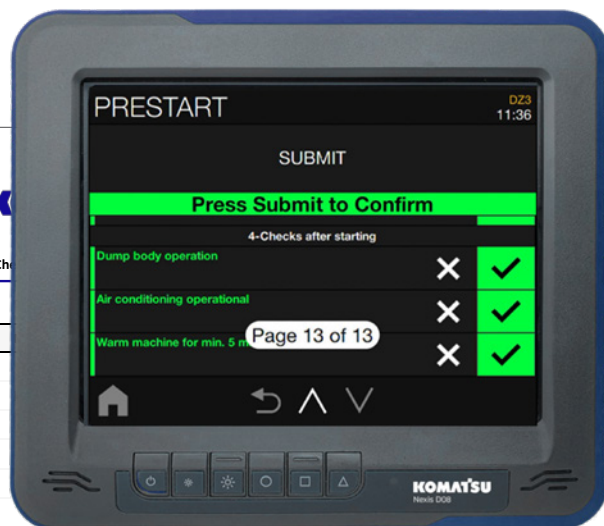 PRESTART
DZ3
11:36
SUBMIT
Press Submit to Confirm
4-Checks after starting
Dump body operation
Air conditioning operational
Warm machine for min. 5 m
Page 13 of 13
KOMATSU
Nexis D08